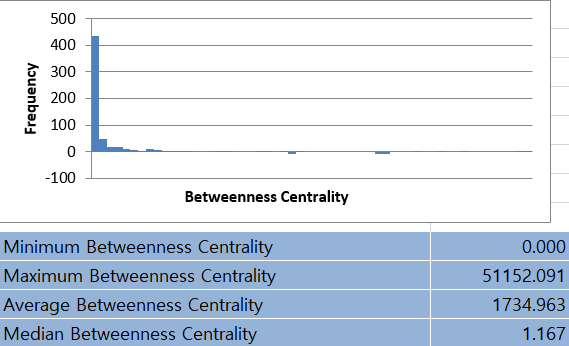 500
400
300
200
100
0
-100
Frequency
Betweenness Centrality
Minimum Betweenness Centrality 0.000
Maximum Betweenness Centrality 51152.091
Average Betweenness Centrality 1734.963
Median Betweenness Centrality 1.167